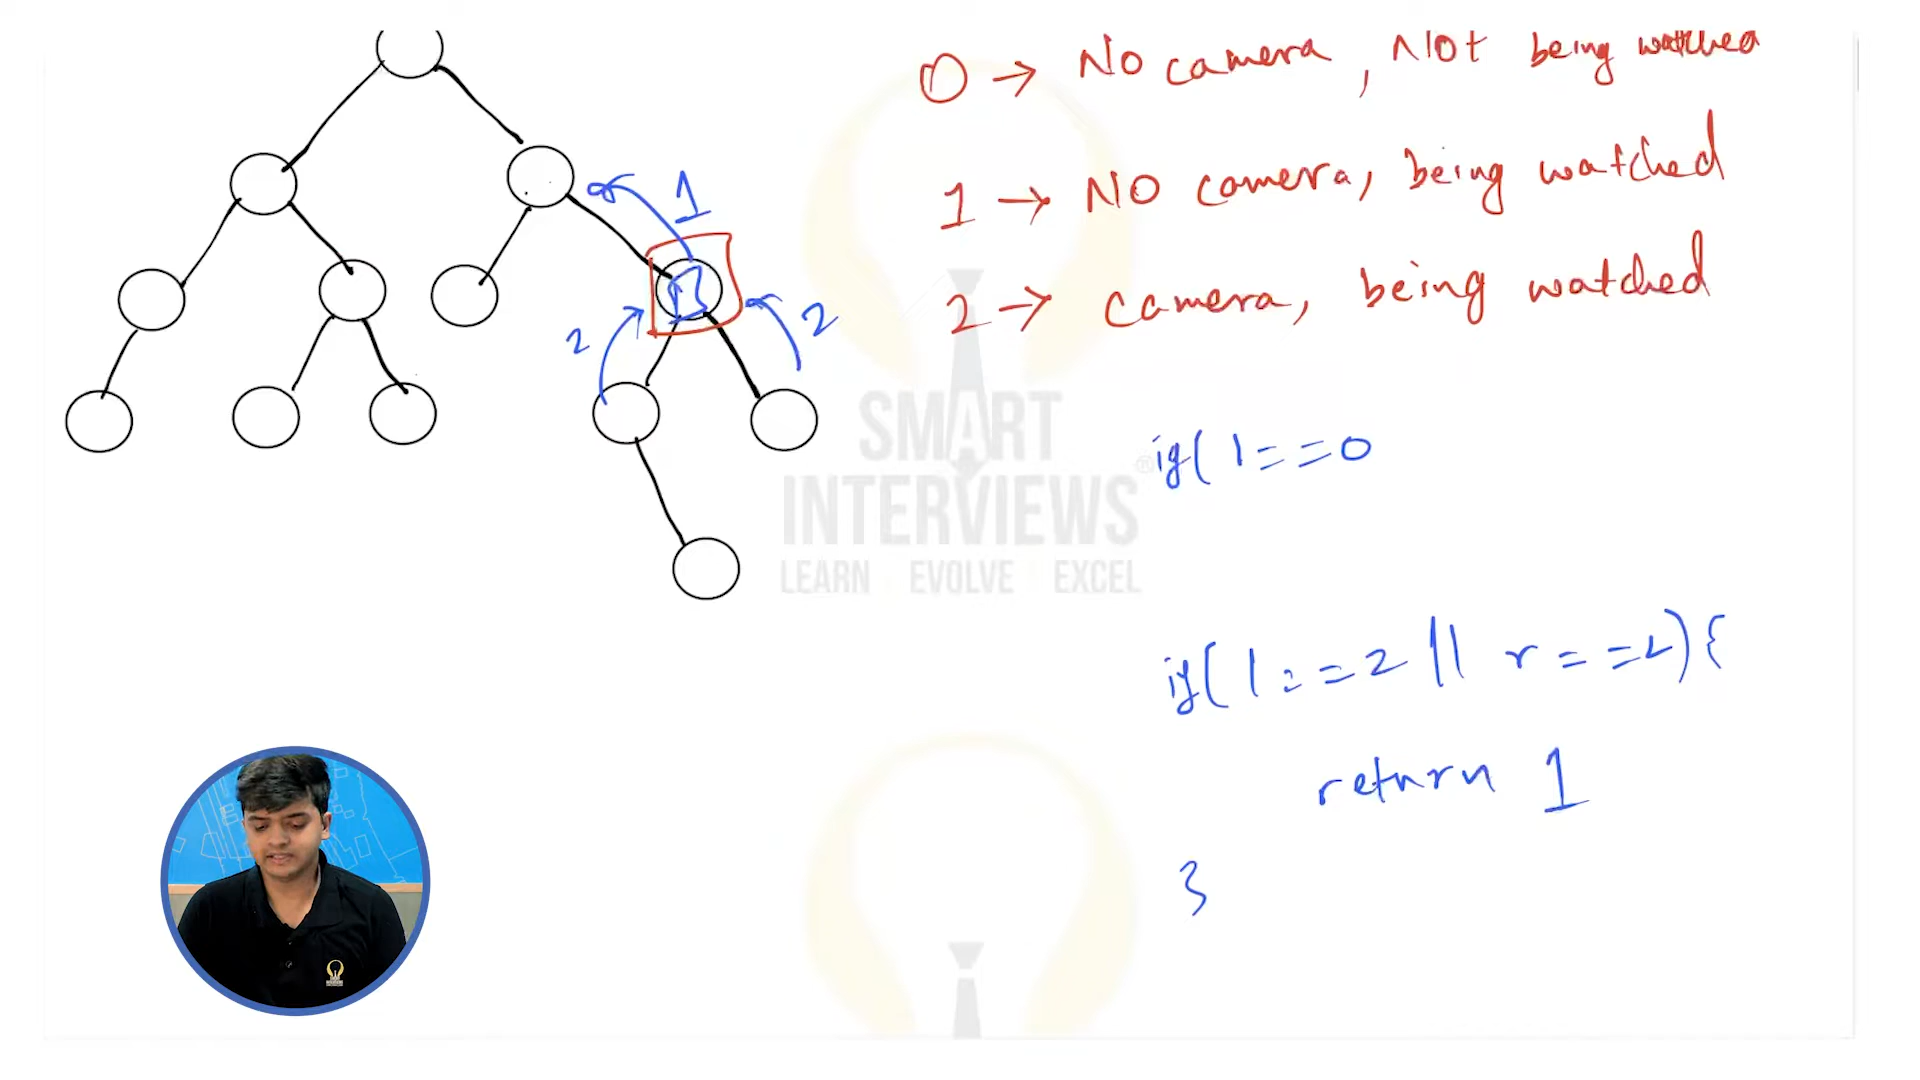 0 → No camera, Not being watched
1 → NO camera, being watched
2 → camera, being watched
1
2
2
SMART
INTERVIEWS®
LEARN EVOLVE EXCEL
if( l==0
if( l==2 || r==2){
return 1
}